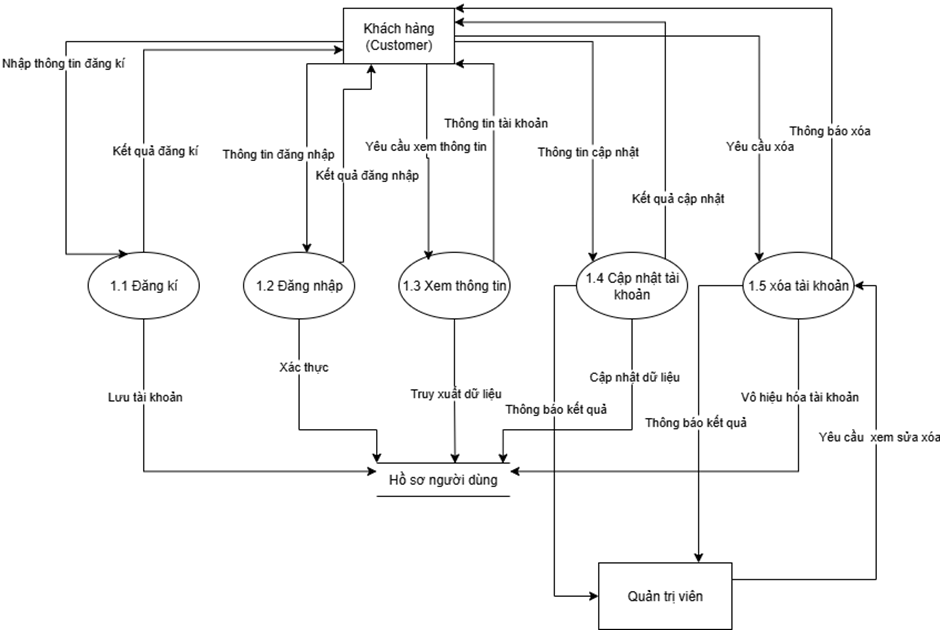 Khách hàng
(Customer)
Nhập thông tin đăng kí
Thông tin tài khoản
Thông báo xóa
Kết quả đăng kí
Thông tin đăng nhập
Yêu cầu xem thông tin
Thông tin cập nhật
Yêu cầu xóa
Kết quả đăng nhập
Kết quả cập nhật
1.1 Đăng kí
1.2 Đăng nhập
1.3 Xem thông tin
1.4 Cập nhật tài
khoản
1.5 xóa tài khoản
Xác thực
Cập nhật dữ liệu
Lưu tài khoản
Truy xuất dữ liệu
Vô hiệu hóa tài khoản
Thông báo kết quả
Thông báo kết quả
Yêu cầu xem sửa xóa
Hồ sơ người dùng
Quản trị viên